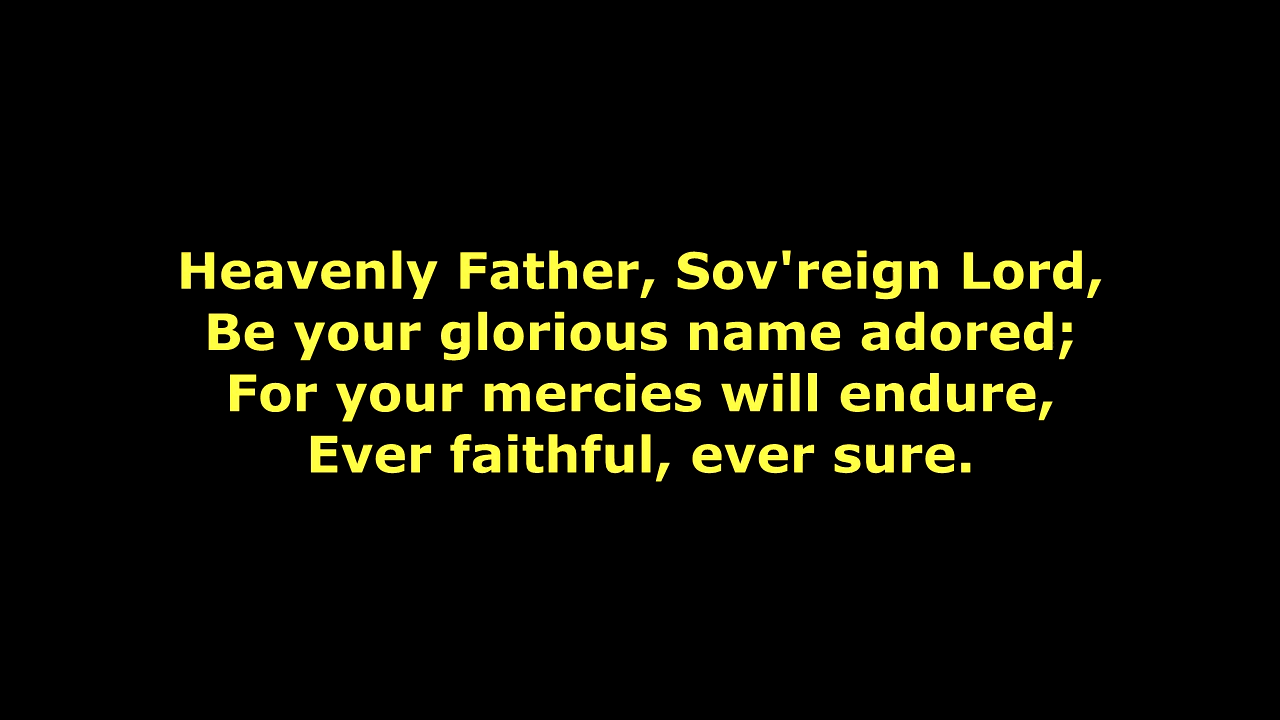 Heavenly Father, Sov'reign Lord,
Be your glorious name adored;
For your mercies will endure,
Ever faithful, ever sure.